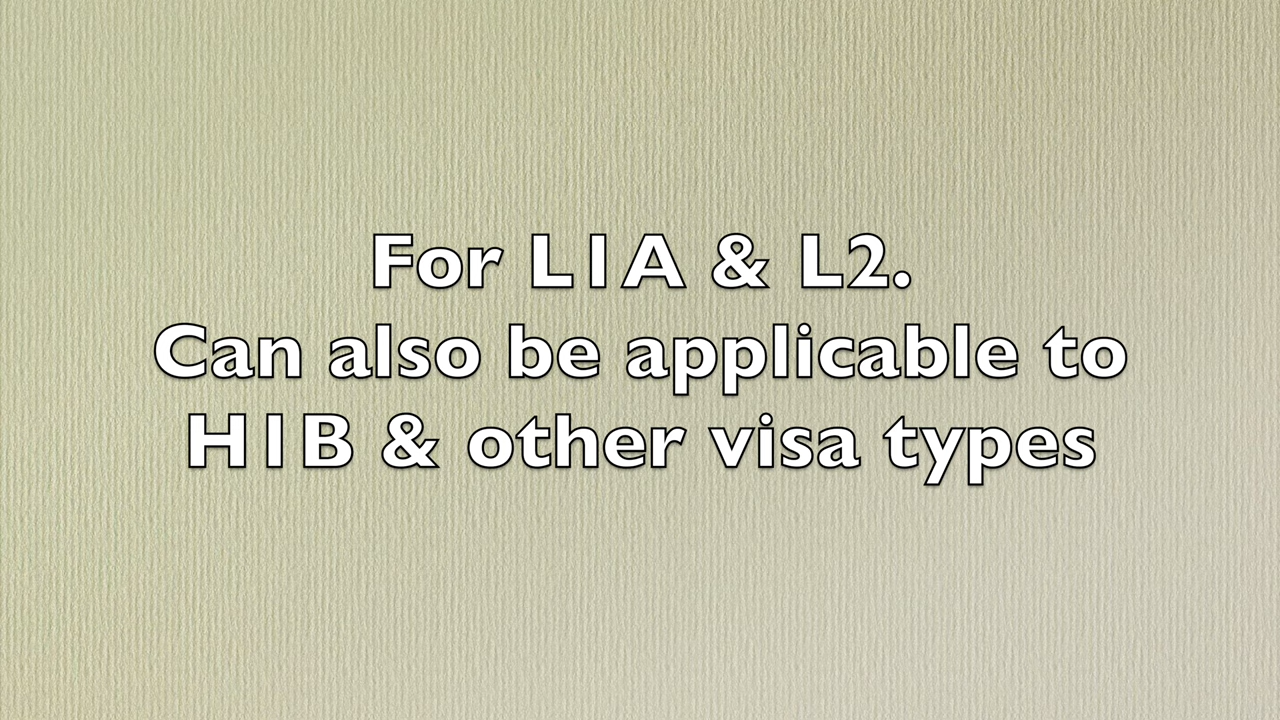 For L1A & L2.
Can also be applicable to
H1B & other visa types